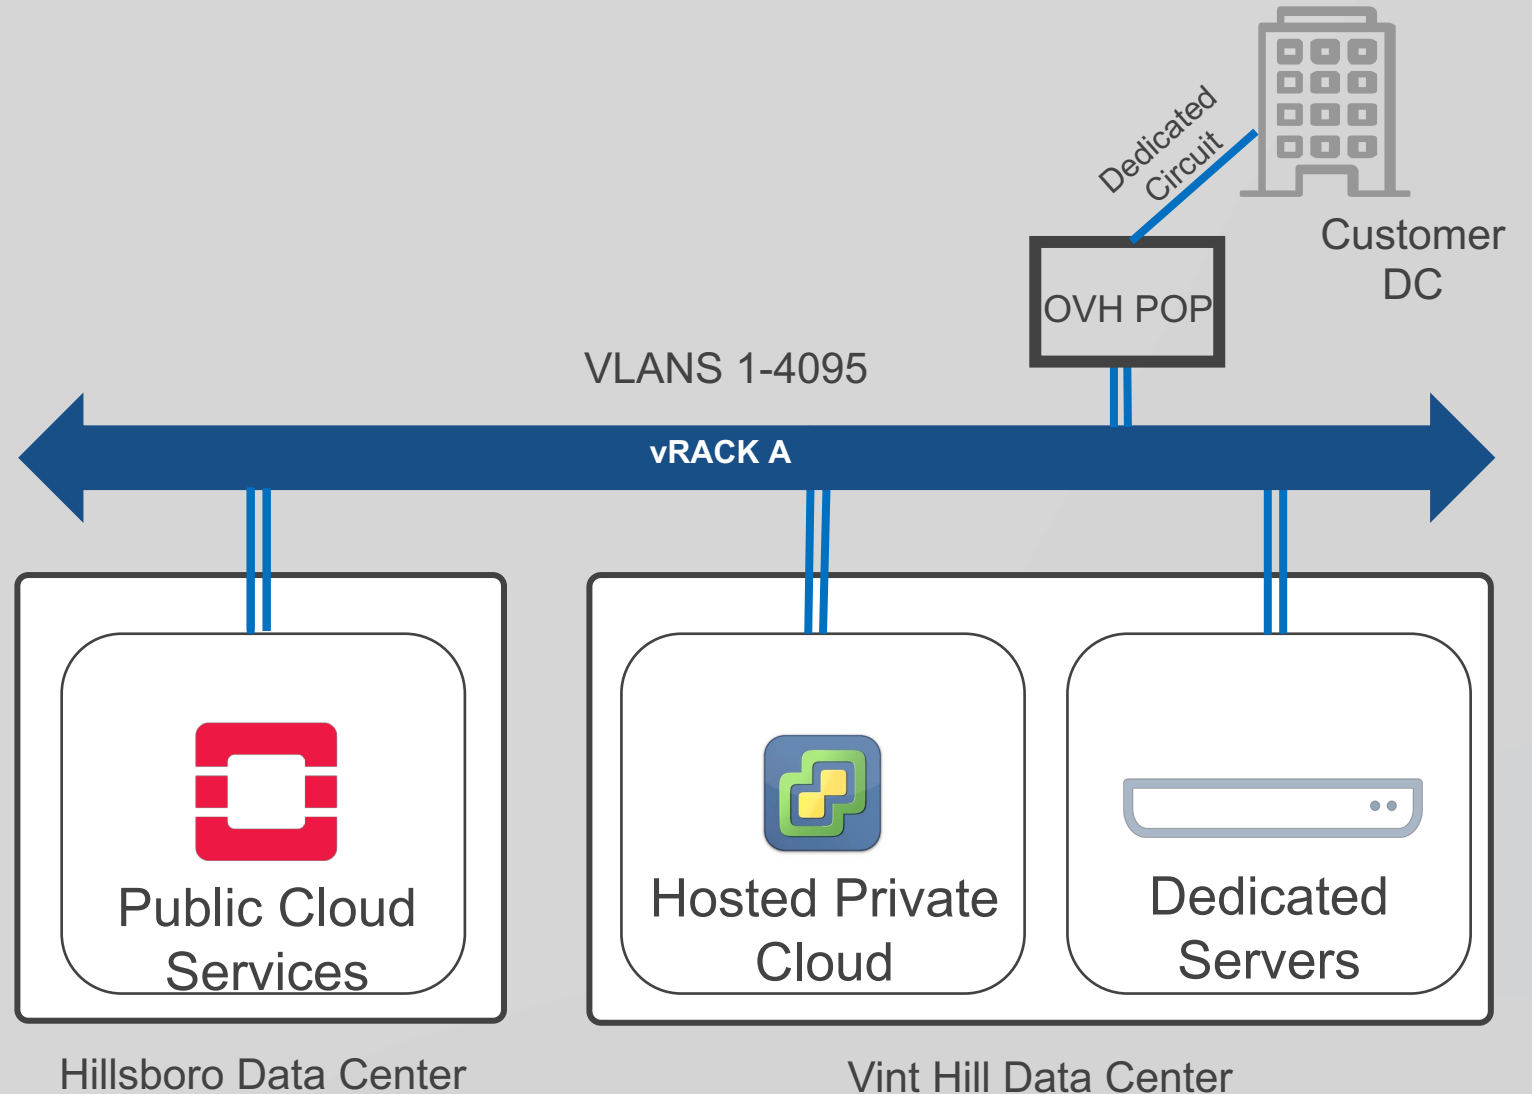 Dedicated
Circuit
Customer
DC
OVH POP
VLANS 1-4095
vRACK A
Public Cloud
Services
Hosted Private
Cloud
Dedicated
Servers
Hillsboro Data Center
Vint Hill Data Center